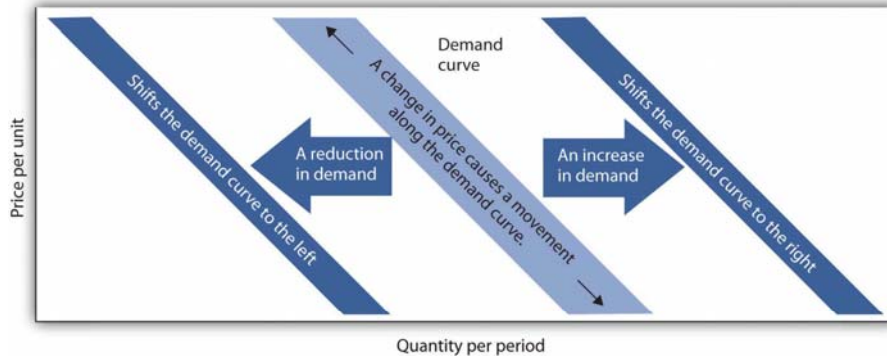 Demand
curve
Price per unit
Shifts the demand curve to the left
A reduction
in demand
A change in price causes a movement
along the demand curve.
An increase
in demand
Shifts the demand curve to the right
Quantity per period